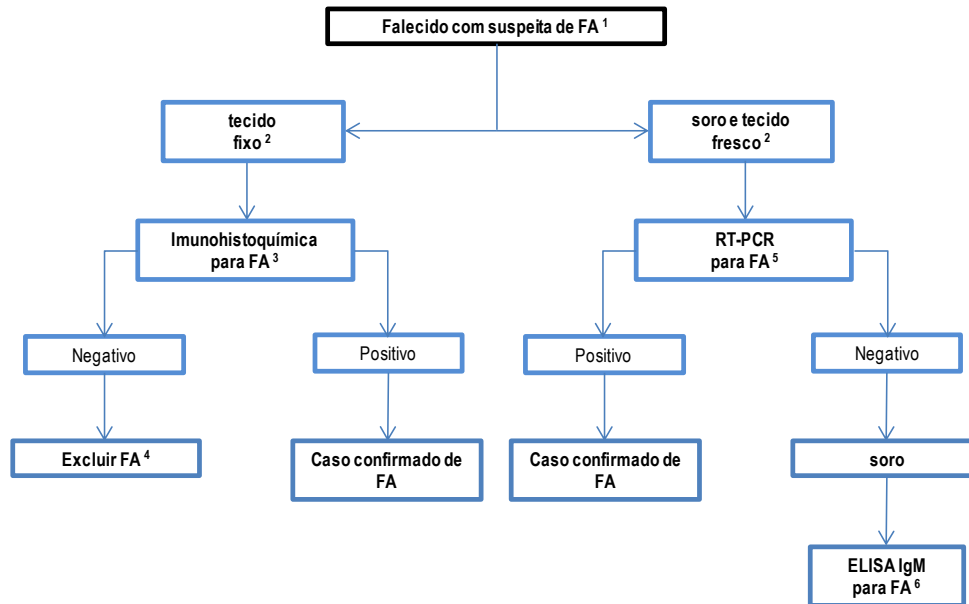 Falecido com suspeita de FA 1
tecido
fixo 2
soro e tecido
fresco 2
Imunohistoquímica
para FA 3
RT-PCR
para FA 5
Negativo
Positivo
Positivo
Negativo
Excluir FA 4
Caso confirmado de
FA
Caso confirmado de
FA
soro
ELISA IgM
para FA 6